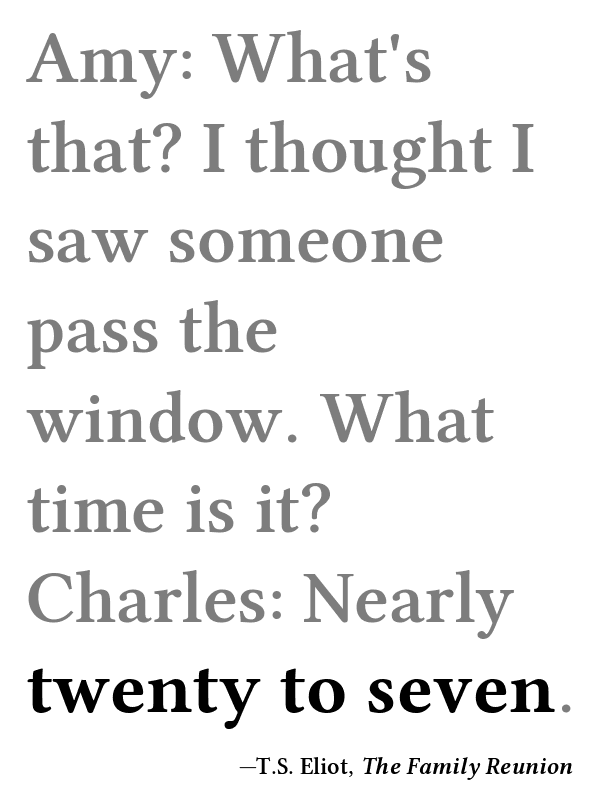 Amy: What's
that? I thought I
saw someone
pass the
window. What
time is it?
Charles: Nearly
twenty to seven.
—T.S. Eliot, The Family Reunion